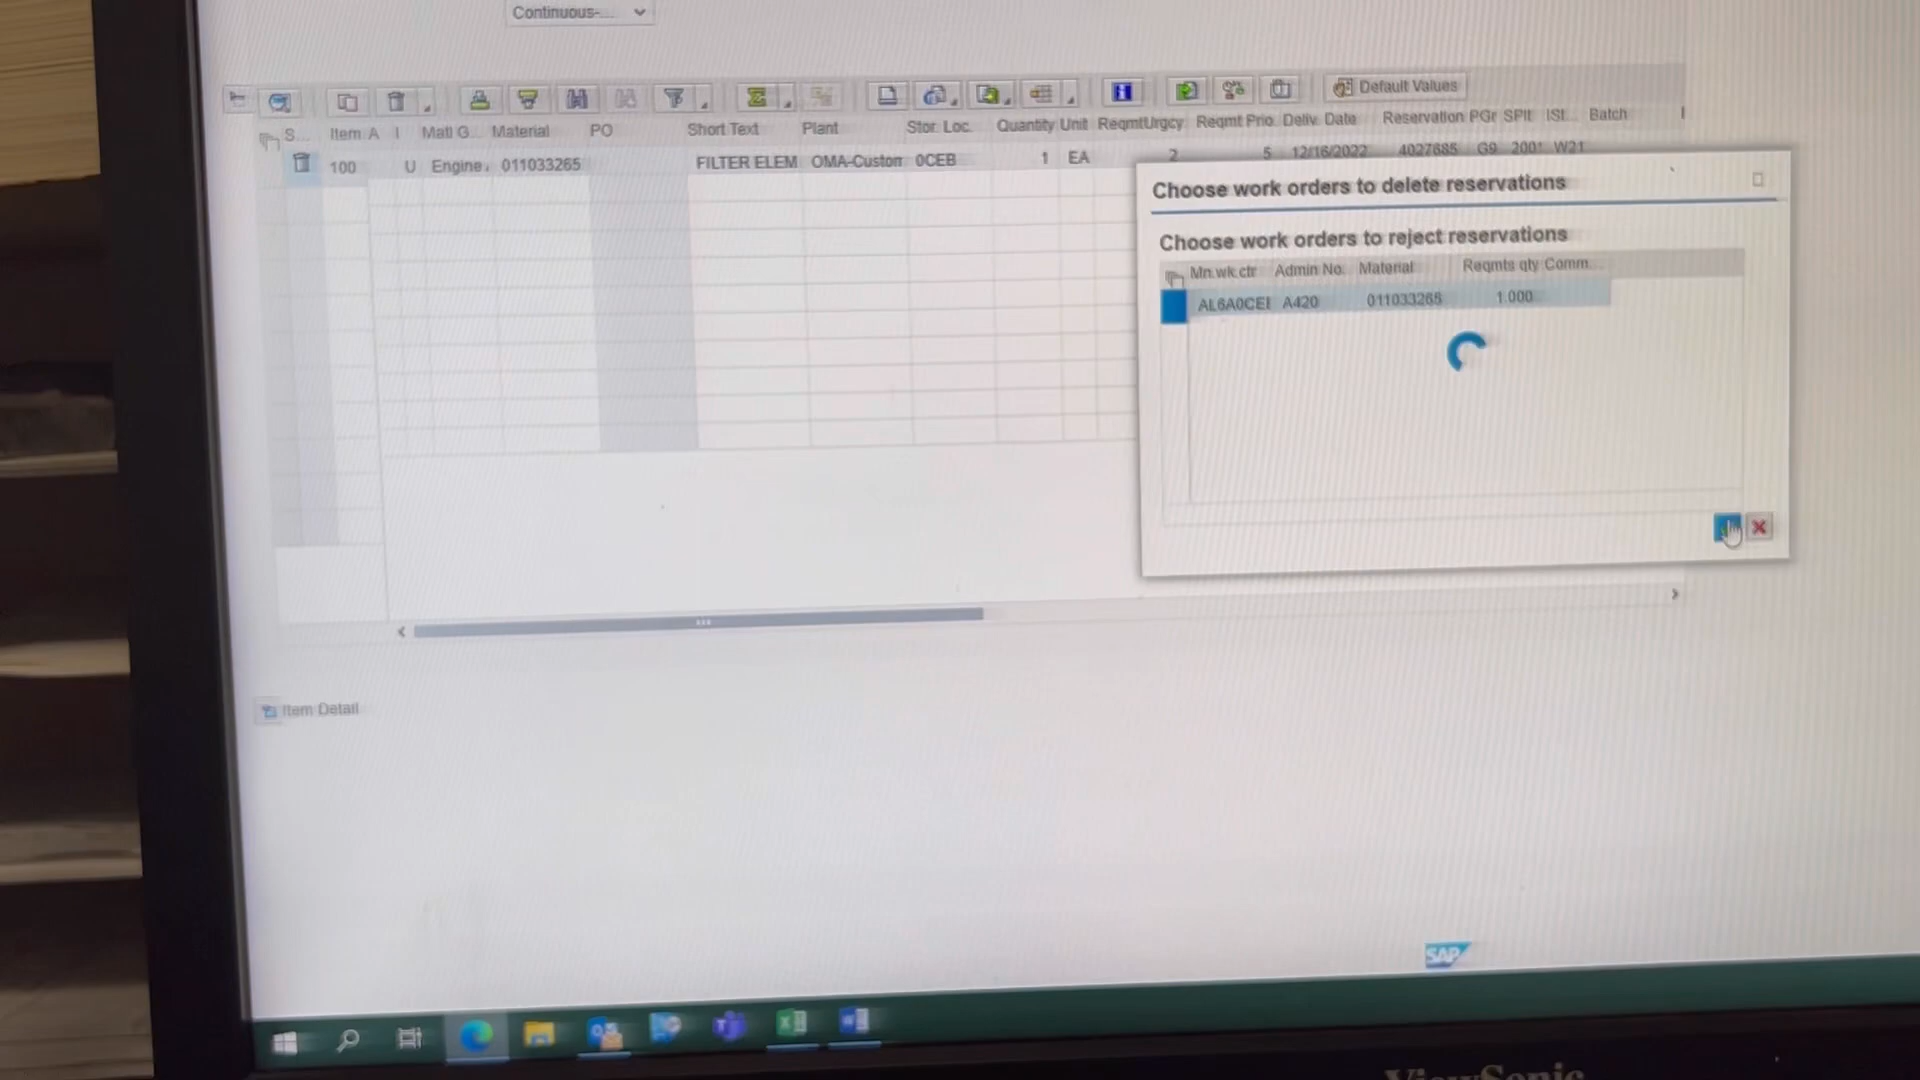 Continuous-...
Default Values
S... Item A I Matl G... Material PO Short Text Plant Stor. Loc. Quantity Unit ReqmtUrgcy Reqmt Prio Deliv. Date Reservation PGr SPlt ISt... Batch
100 U Engine 011033265 FILTER ELEM OMA-Custom 0CEB 1 EA 2 5 12/16/2022 4027685 G9 2001 W21
Choose work orders to delete reservations
Choose work orders to reject reservations
Mn.wk.ctr Admin No. Material Reqmts qty Comm...
A420 011033265 1.000
Item Detail
SAP
ViewSonic